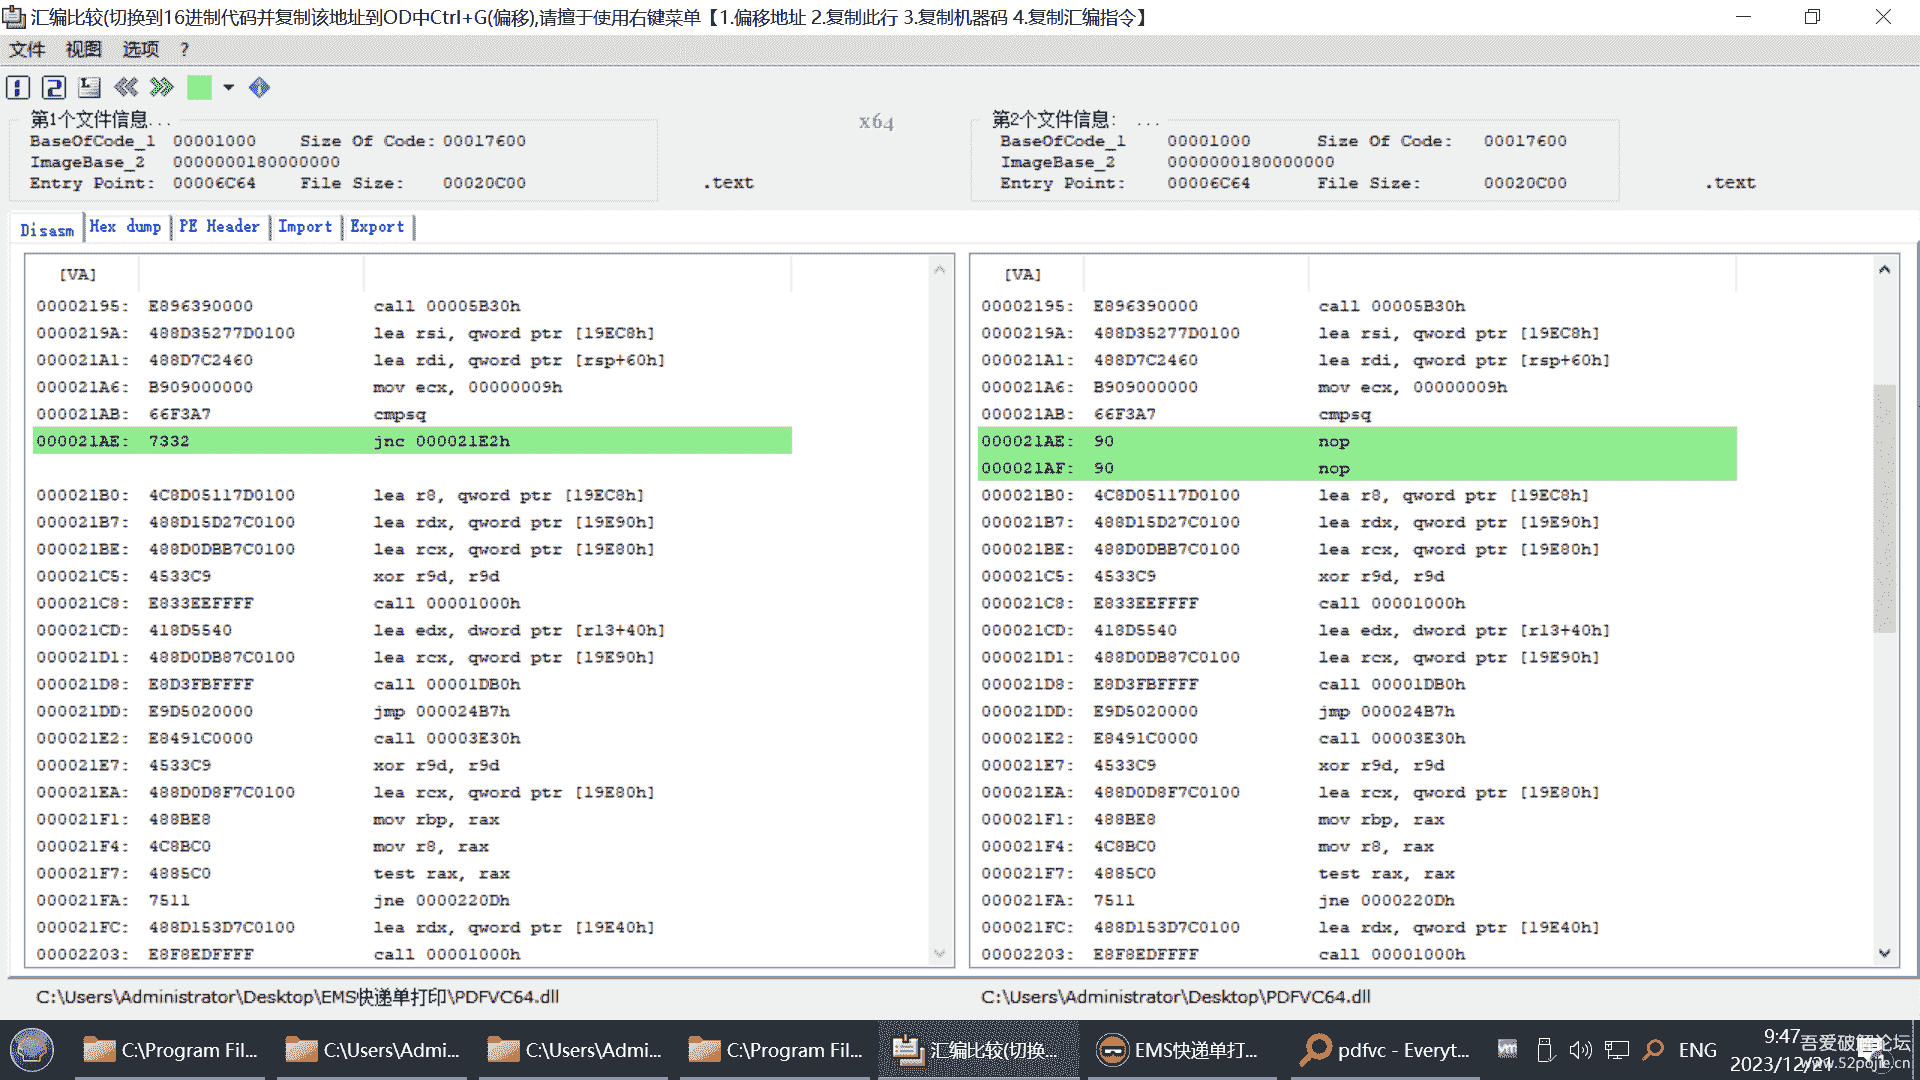 汇编比较(切换到16进制代码并复制该地址到OD中Ctrl+G(偏移),请擅于使用右键菜单【1.偏移地址 2.复制此行 3.复制机器码 4.复制汇编指令】
文件 视图 选项 ?
第1个文件信息...
BaseOfCode_1 00001000 Size Of Code: 00017600
ImageBase_2 0000000180000000
Entry Point: 00006C64 File Size: 00020C00 .text
x64
第2个文件信息: ...
BaseOfCode_1 00001000 Size Of Code: 00017600
ImageBase_2 0000000180000000
Entry Point: 00006C64 File Size: 00020C00 .text
Disasm Hex dump PE Header Import Export
[VA]
00002195: E896390000 call 00005B30h
0000219A: 488D35277D0100 lea rsi, qword ptr [19EC8h]
000021A1: 488D7C2460 lea rdi, qword ptr [rsp+60h]
000021A6: B909000000 mov ecx, 00000009h
000021AB: 66F3A7 cmpsq
000021AE: 7332 jnc 000021E2h
000021B0: 4C8D05117D0100 lea r8, qword ptr [19EC8h]
000021B7: 488D15D27C0100 lea rdx, qword ptr [19E90h]
000021BE: 488D0DBB7C0100 lea rcx, qword ptr [19E80h]
000021C5: 4533C9 xor r9d, r9d
000021C8: E833EEFFFF call 00001000h
000021CD: 418D5540 lea edx, dword ptr [r13+40h]
000021D1: 488D0DB87C0100 lea rcx, qword ptr [19E90h]
000021D8: E8D3FBFFFF call 00001DB0h
000021DD: E9D5020000 jmp 000024B7h
000021E2: E8491C0000 call 00003E30h
000021E7: 4533C9 xor r9d, r9d
000021EA: 488D0D8F7C0100 lea rcx, qword ptr [19E80h]
000021F1: 488BE8 mov rbp, rax
000021F4: 4C8BC0 mov r8, rax
000021F7: 4885C0 test rax, rax
000021FA: 7511 jne 0000220Dh
000021FC: 488D153D7C0100 lea rdx, qword ptr [19E40h]
00002203: E8F8EDFFFF call 00001000h
[VA]
00002195: E896390000 call 00005B30h
0000219A: 488D35277D0100 lea rsi, qword ptr [19EC8h]
000021A1: 488D7C2460 lea rdi, qword ptr [rsp+60h]
000021A6: B909000000 mov ecx, 00000009h
000021AB: 66F3A7 cmpsq
000021AE: 90 nop
000021AF: 90 nop
000021B0: 4C8D05117D0100 lea r8, qword ptr [19EC8h]
000021B7: 488D15D27C0100 lea rdx, qword ptr [19E90h]
000021BE: 488D0DBB7C0100 lea rcx, qword ptr [19E80h]
000021C5: 4533C9 xor r9d, r9d
000021C8: E833EEFFFF call 00001000h
000021CD: 418D5540 lea edx, dword ptr [r13+40h]
000021D1: 488D0DB87C0100 lea rcx, qword ptr [19E90h]
000021D8: E8D3FBFFFF call 00001DB0h
000021DD: E9D5020000 jmp 000024B7h
000021E2: E8491C0000 call 00003E30h
000021E7: 4533C9 xor r9d, r9d
000021EA: 488D0D8F7C0100 lea rcx, qword ptr [19E80h]
000021F1: 488BE8 mov rbp, rax
000021F4: 4C8BC0 mov r8, rax
000021F7: 4885C0 test rax, rax
000021FA: 7511 jne 0000220Dh
000021FC: 488D153D7C0100 lea rdx, qword ptr [19E40h]
00002203: E8F8EDFFFF call 00001000h
C:\Users\Administrator\Desktop\EMS快递单打印\PDFVC64.dll
C:\Users\Administrator\Desktop\PDFVC64.dll
C:\Program Fil... C:\Users\Admi... C:\Users\Admi... C:\Program Fil... 汇编比较(切换... EMS快递单打... pdfvc - Everyt... ENG
9:47
2023/12/21
吾爱破解论坛
www.52pojie.cn